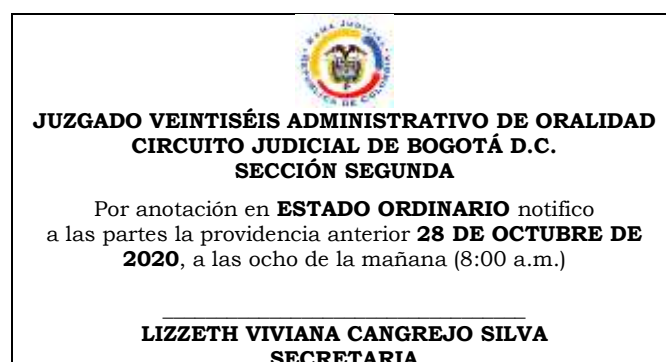 JUZGADO VEINTISÉIS ADMINISTRATIVO DE ORALIDAD
CIRCUITO JUDICIAL DE BOGOTÁ D.C.
SECCIÓN SEGUNDA
Por anotación en ESTADO ORDINARIO notifico
a las partes la providencia anterior 28 DE OCTUBRE DE
2020, a las ocho de la mañana (8:00 a.m.)
LIZZETH VIVIANA CANGREJO SILVA
SECRETARIA